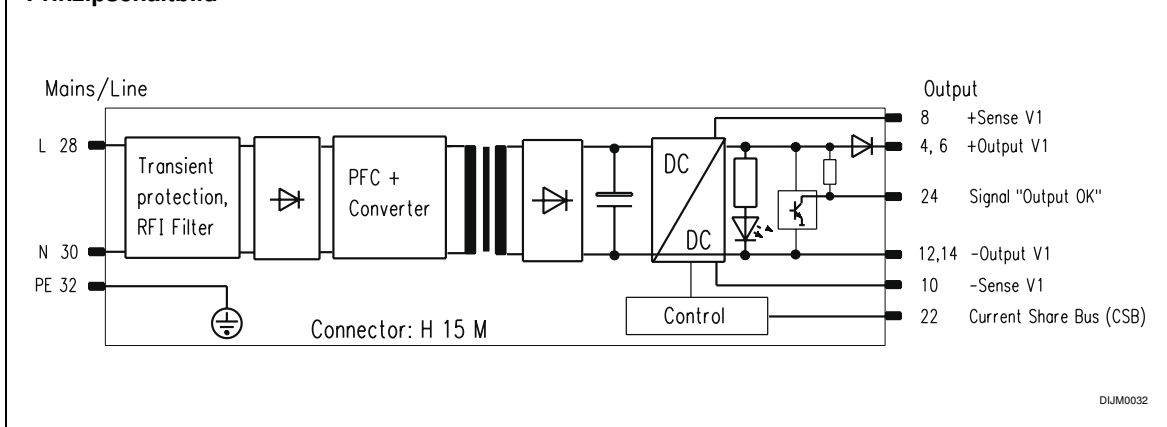 Mains/Line
Output
8 +Sense V1
L 28
4, 6 +Output V1
Transient
protection,
RFI Filter
PFC +
Converter
DC
DC
24 Signal "Output OK"
N 30
12,14 -Output V1
PE 32
10 -Sense V1
Control
22 Current Share Bus (CSB)
Connector: H 15 M
DIJM0032